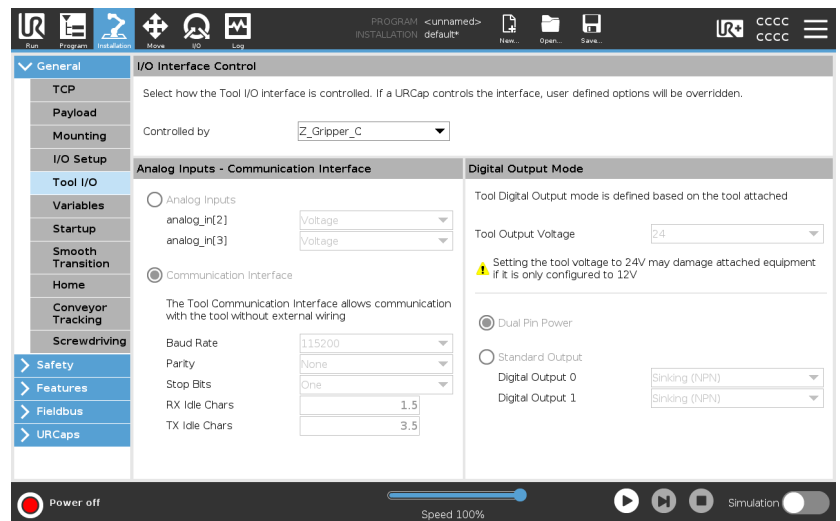 UR
Run
Program
Installation
Move
I/O
Log
PROGRAM <unnamed>
INSTALLATION default*
New...
Open...
Save...
UR+
cccc
cccc
General
TCP
Payload
Mounting
I/O Setup
Tool I/O
Variables
Startup
Smooth
Transition
Home
Conveyor
Tracking
Screwdriving
Safety
Features
Fieldbus
URCaps
I/O Interface Control
Select how the Tool I/O interface is controlled. If a URCap controls the interface, user defined options will be overridden.
Controlled by Z_Gripper_C
Analog Inputs - Communication Interface
Analog Inputs
analog_in[2] Voltage
analog_in[3] Voltage
Communication Interface
The Tool Communication Interface allows communication
with the tool without external wiring
Baud Rate 115200
Parity None
Stop Bits One
RX Idle Chars 1.5
TX Idle Chars 3.5
Digital Output Mode
Tool Digital Output mode is defined based on the tool attached
Tool Output Voltage 24
Setting the tool voltage to 24V may damage attached equipment
if it is only configured to 12V
Dual Pin Power
Standard Output
Digital Output 0 Sinking (NPN)
Digital Output 1 Sinking (NPN)
Power off
Speed 100%
Simulation